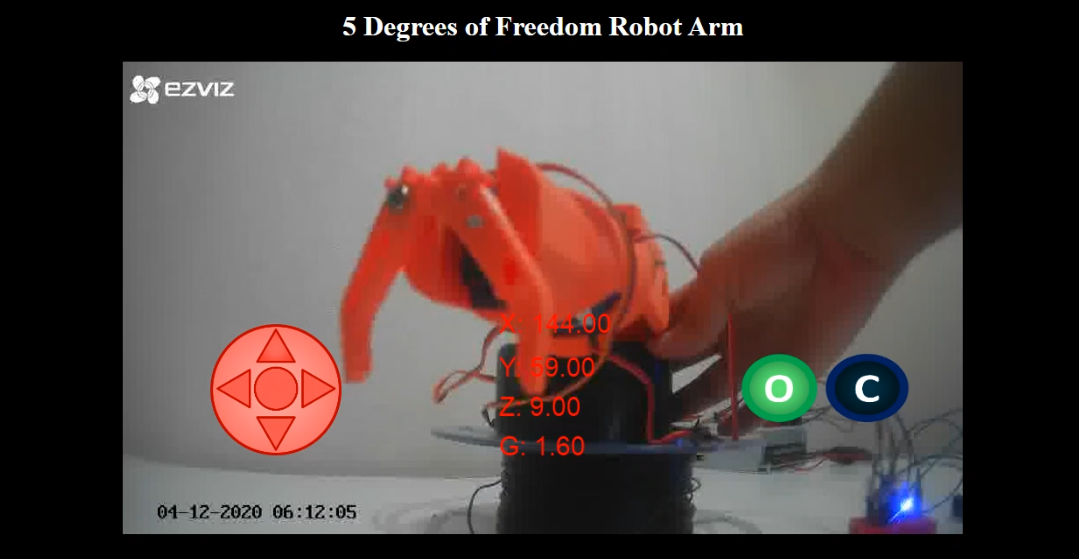 5 Degrees of Freedom Robot Arm
ezviz
X: 144.00
Y: 59.00
Z: 9.00
O C
G: 1.60
04-12-2020 06:12:05